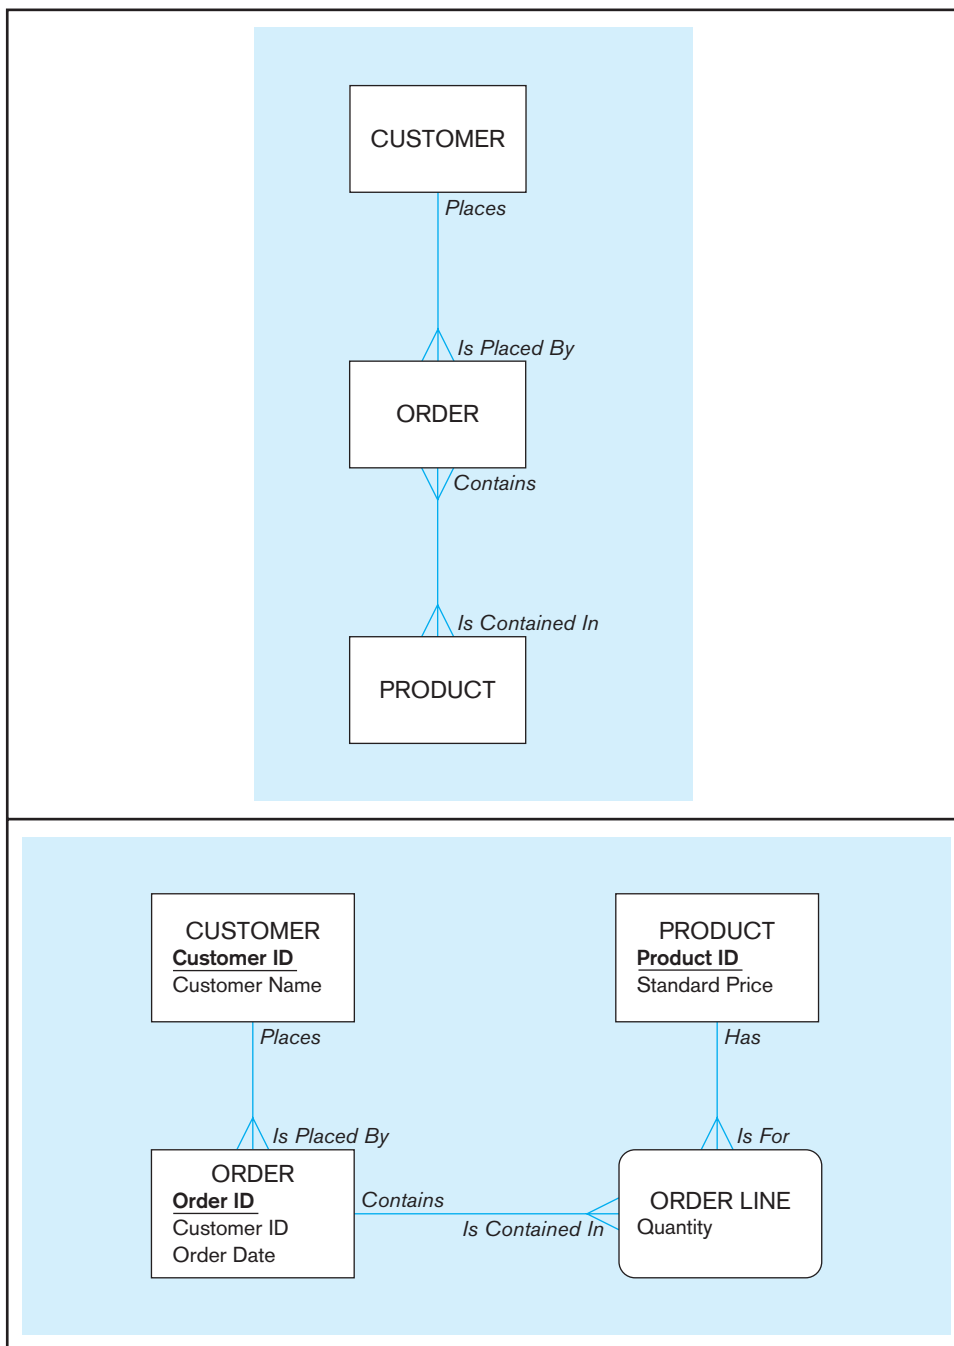 CUSTOMER
Places
Is Placed By
ORDER
Contains
Is Contained In
PRODUCT
CUSTOMER
Customer ID
Customer Name
Places
Is Placed By
ORDER
Order ID
Customer ID
Order Date
PRODUCT
Product ID
Standard Price
Has
Is For
Contains
Is Contained In
ORDER LINE
Quantity